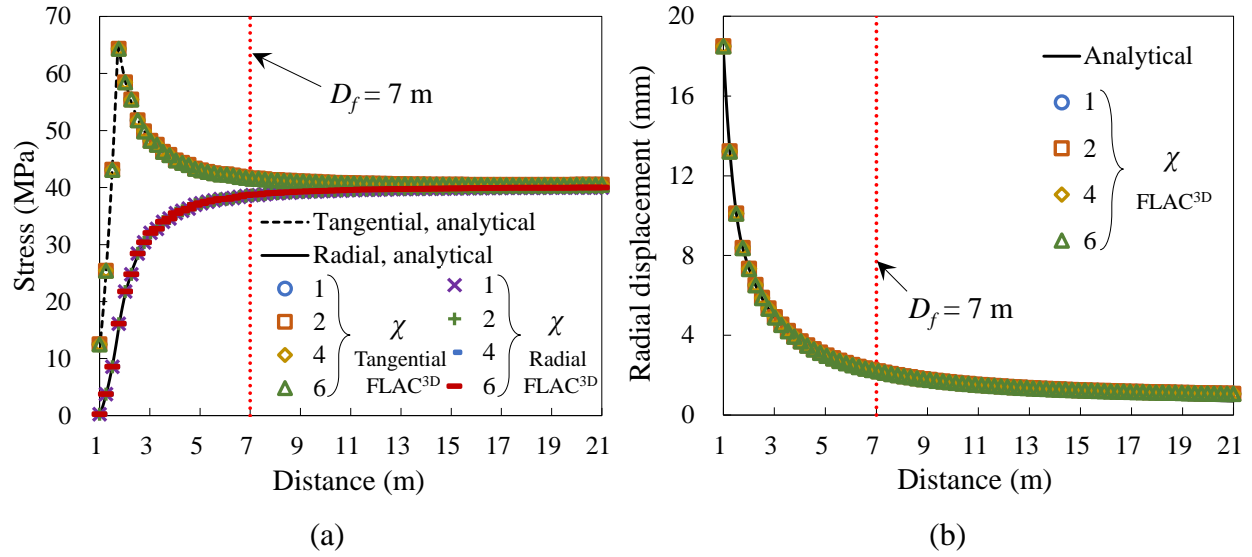 70
60
50
40
30
20
10
0
Stress (MPa)
D_f = 7 m
Tangential, analytical
Radial, analytical
1
2
4
6
χ
Tangential
FLAC³ᴰ
1
2
4
6
χ
Radial
FLAC³ᴰ
1 3 5 7 9 11 13 15 17 19 21
Distance (m)
(a)
20
16
12
8
4
0
Radial displacement (mm)
Analytical
1
2
4
6
χ
FLAC³ᴰ
D_f = 7 m
1 3 5 7 9 11 13 15 17 19 21
Distance (m)
(b)